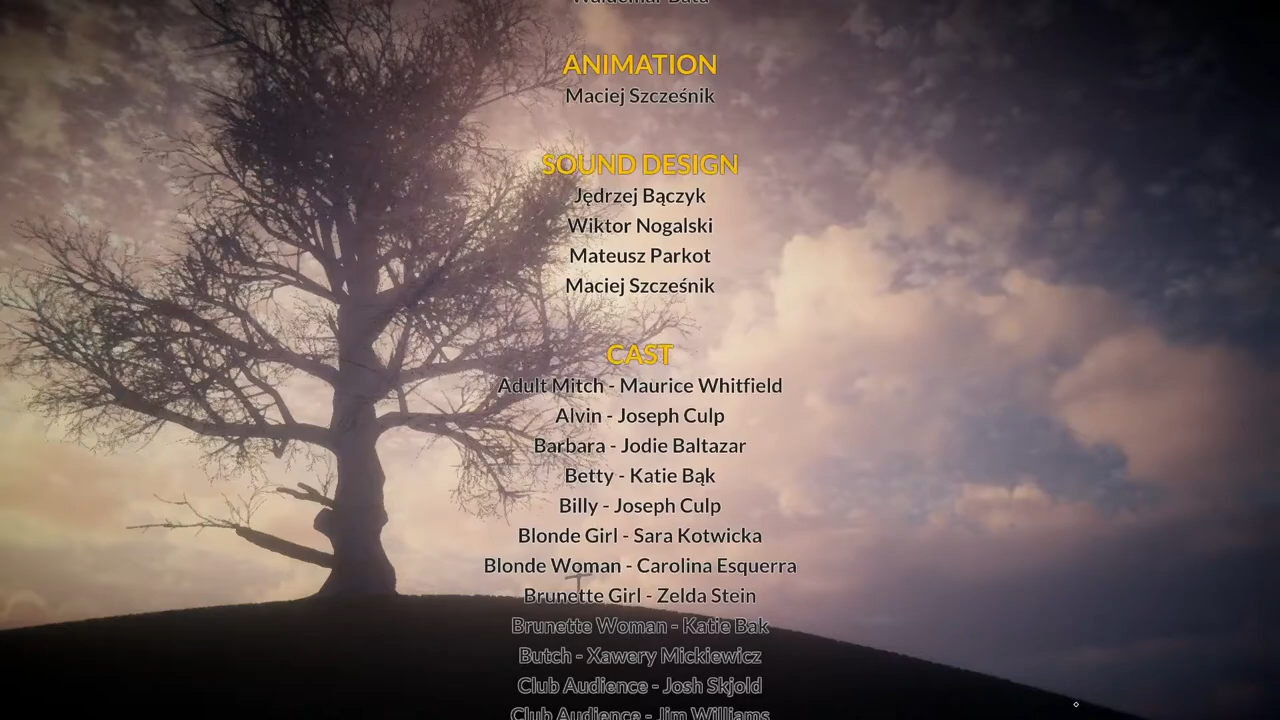 ANIMATION
Maciej Szcześnik
SOUND DESIGN
Jędrzej Bączyk
Wiktor Nogalski
Mateusz Parkot
Maciej Szcześnik
CAST
Adult Mitch - Maurice Whitfield
Alvin - Joseph Culp
Barbara - Jodie Baltazar
Betty - Katie Bąk
Billy - Joseph Culp
Blonde Girl - Sara Kotwicka
Blonde Woman - Carolina Esquerra
Brunette Girl - Zelda Stein
Brunette Woman - Katie Bak
Butch - Xawery Mickiewicz
Club Audience - Josh Skjold
Club Audience - Jim Williams